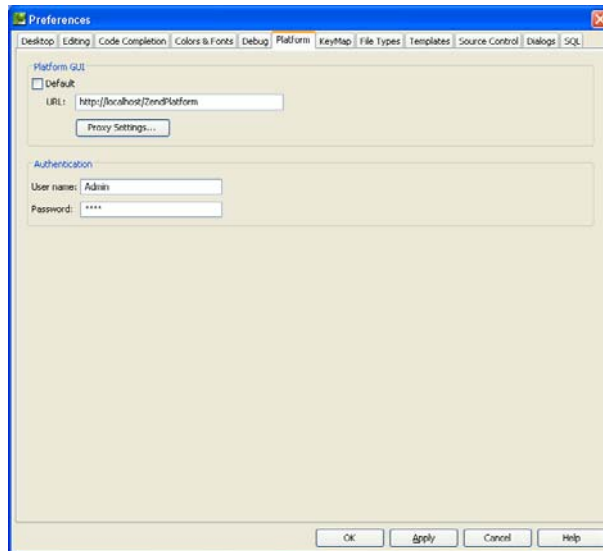 Preferences
Desktop Editing Code Completion Colors & Fonts Debug Platform KeyMap File Types Templates Source Control Dialogs SQL
Platform GUI
Default
URL: http://localhost/ZendPlatform
Proxy Settings...
Authentication
User name: Admin
Password: ****
OK Apply Cancel Help